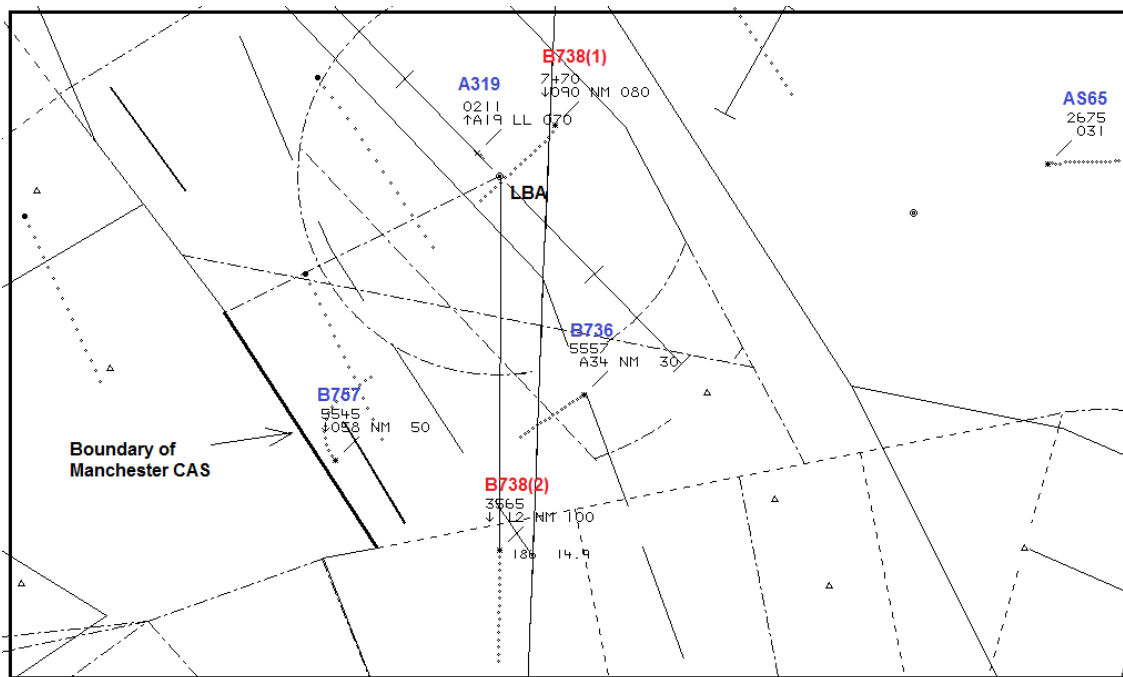 B738(1)
7470
↓090 NM 080
A319
0211
↑A19 LL 070
AS65
2675
031
LBA
B736
5557
A34 NM 30
B757
5545
↓058 NM 50
Boundary of
Manchester CAS
B738(2)
3565
NM 100
186 14.9